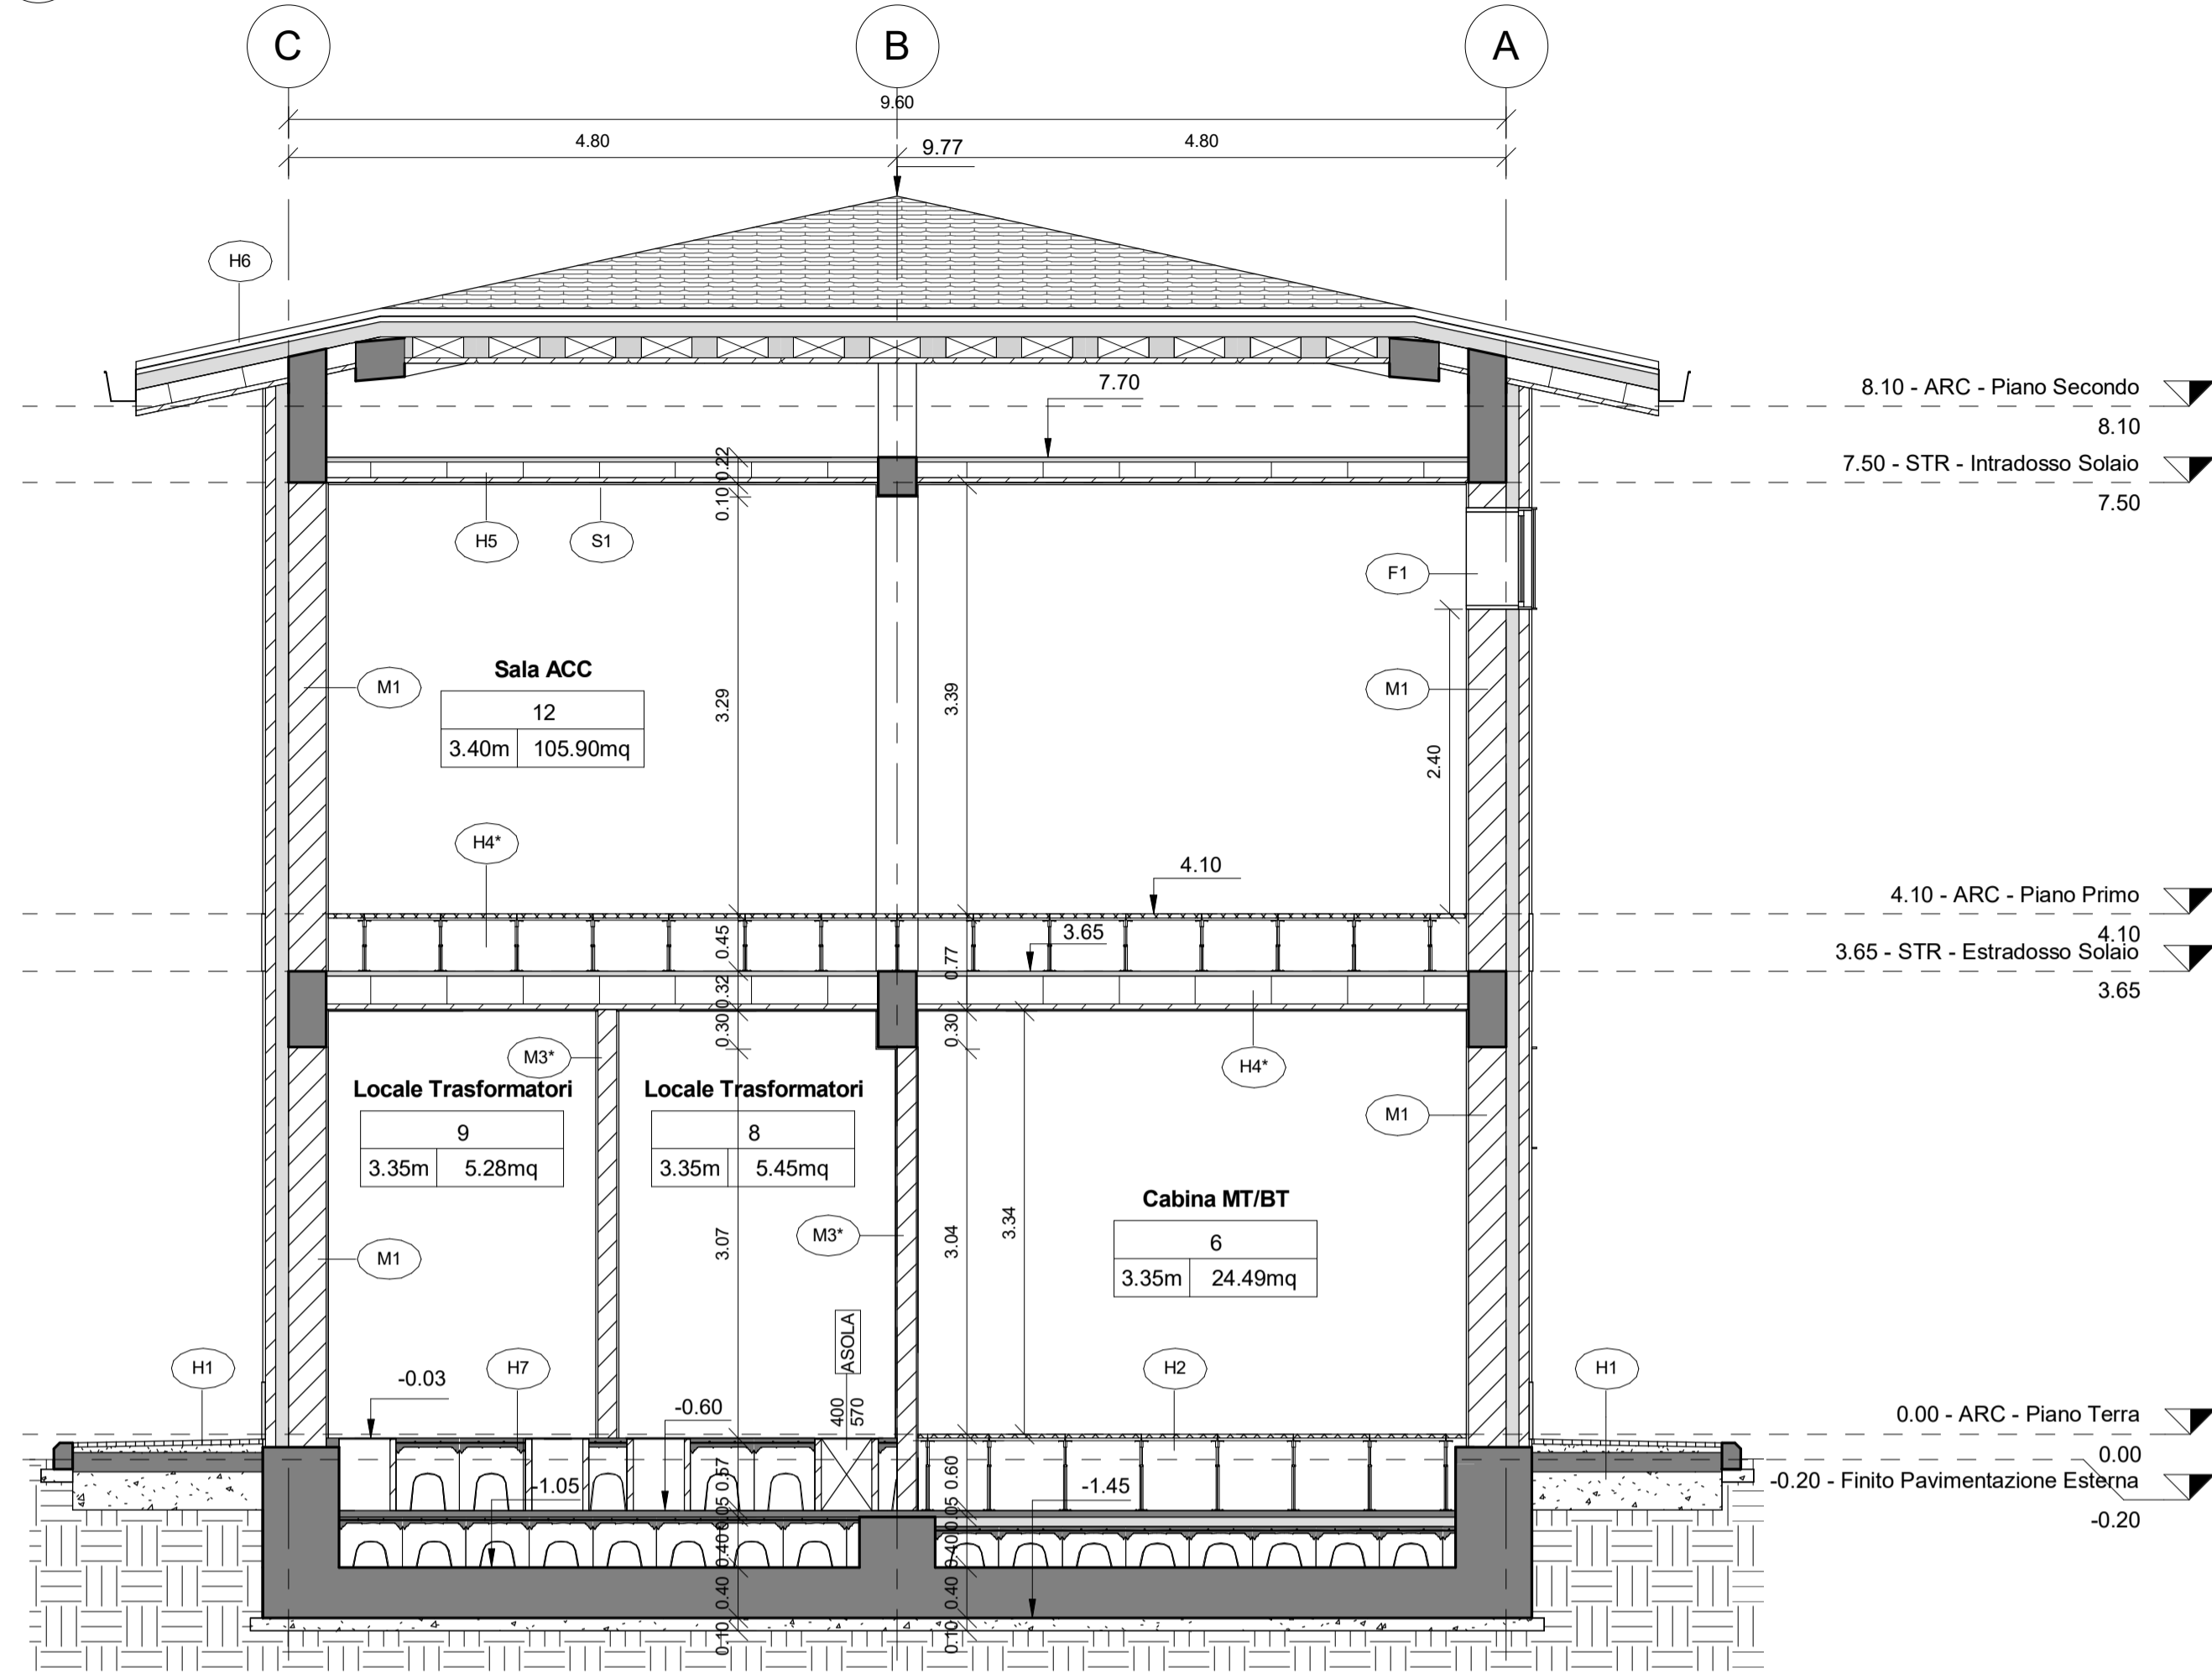 C
B
A
9.60
4.80
4.80
9.77
H6
7.70
8.10 - ARC - Piano Secondo
8.10
7.50 - STR - Intradosso Solaio
7.50
0.22
0.10
H5
S1
F1
Sala ACC
12
3.40m
105.90mq
M1
M1
3.29
3.39
2.40
H4*
4.10
4.10 - ARC - Piano Primo
4.10
3.65
3.65 - STR - Estradosso Solaio
3.65
0.45
0.77
0.32
0.30
0.30
M3*
H4*
Locale Trasformatori
9
3.35m
5.28mq
Locale Trasformatori
8
3.35m
5.45mq
M1
Cabina MT/BT
6
3.35m
24.49mq
M3*
M1
3.07
3.04
3.34
ASOLA
400
570
H1
H7
H2
H1
-0.03
-0.60
0.00 - ARC - Piano Terra
0.00
-0.20 - Finito Pavimentazione Esterna
-0.20
-1.05
-1.45
0.57
0.60
0.05
0.05
0.40
0.40
0.40
0.40
0.10
0.10